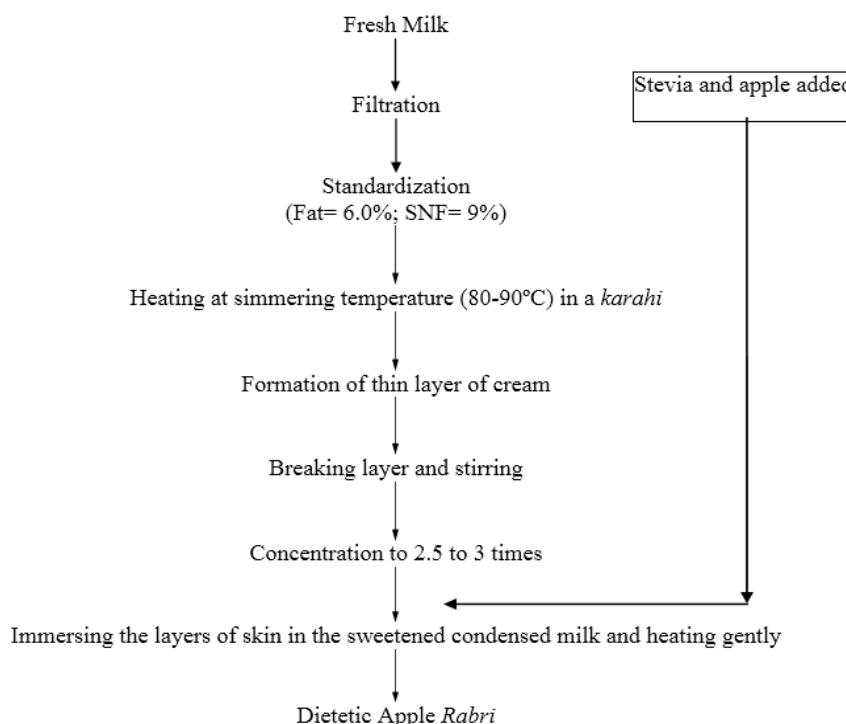 Fresh Milk
Filtration
Stevia and apple added
Standardization
(Fat= 6.0%; SNF= 9%)
Heating at simmering temperature (80-90ºC) in a karahi
Formation of thin layer of cream
Breaking layer and stirring
Concentration to 2.5 to 3 times
Immersing the layers of skin in the sweetened condensed milk and heating gently
Dietetic Apple Rabri